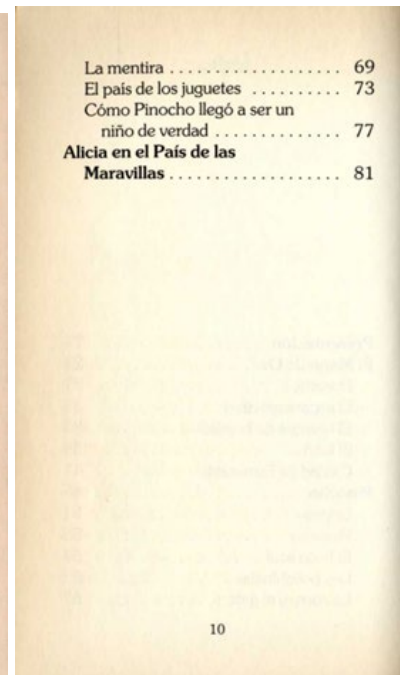 La mentira ................... 69
El país de los juguetes .......... 73
Cómo Pinocho llegó a ser un
niño de verdad .............. 77
Alicia en el País de las
Maravillas ................... 81
10